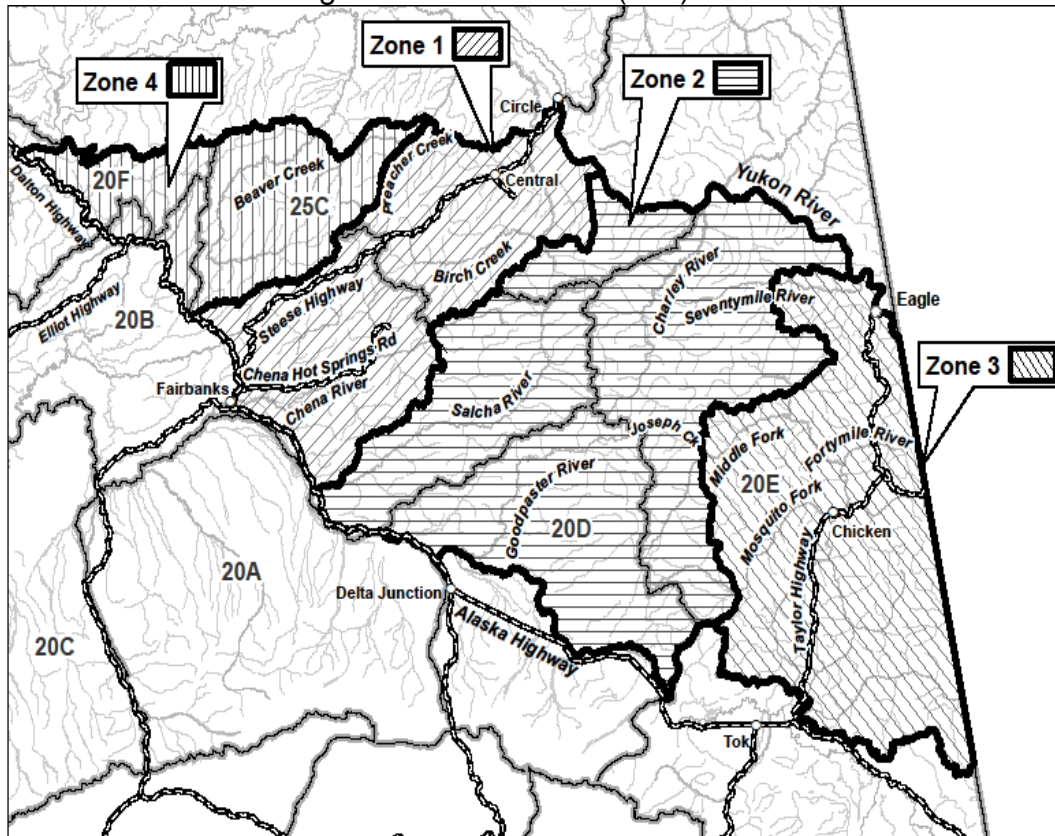 Zone 1
Zone 4
Zone 2
Circle
Preacher Creek
Central
20F
Beaver Creek
25C
Yukon River
Dalton Highway
Birch Creek
Charley River
Seventymile River
Eagle
Elliot Highway
20B
Steese Highway
Zone 3
Chena Hot Springs Rd
Fairbanks
Chena River
Salcha River
Joseph Ck
Middle Fork
Fortymile River
Goodpaster River
20E
Mosquito Fork
20D
Chicken
20A
Delta Junction
Alaska Highway
Taylor Highway
20C
Tok